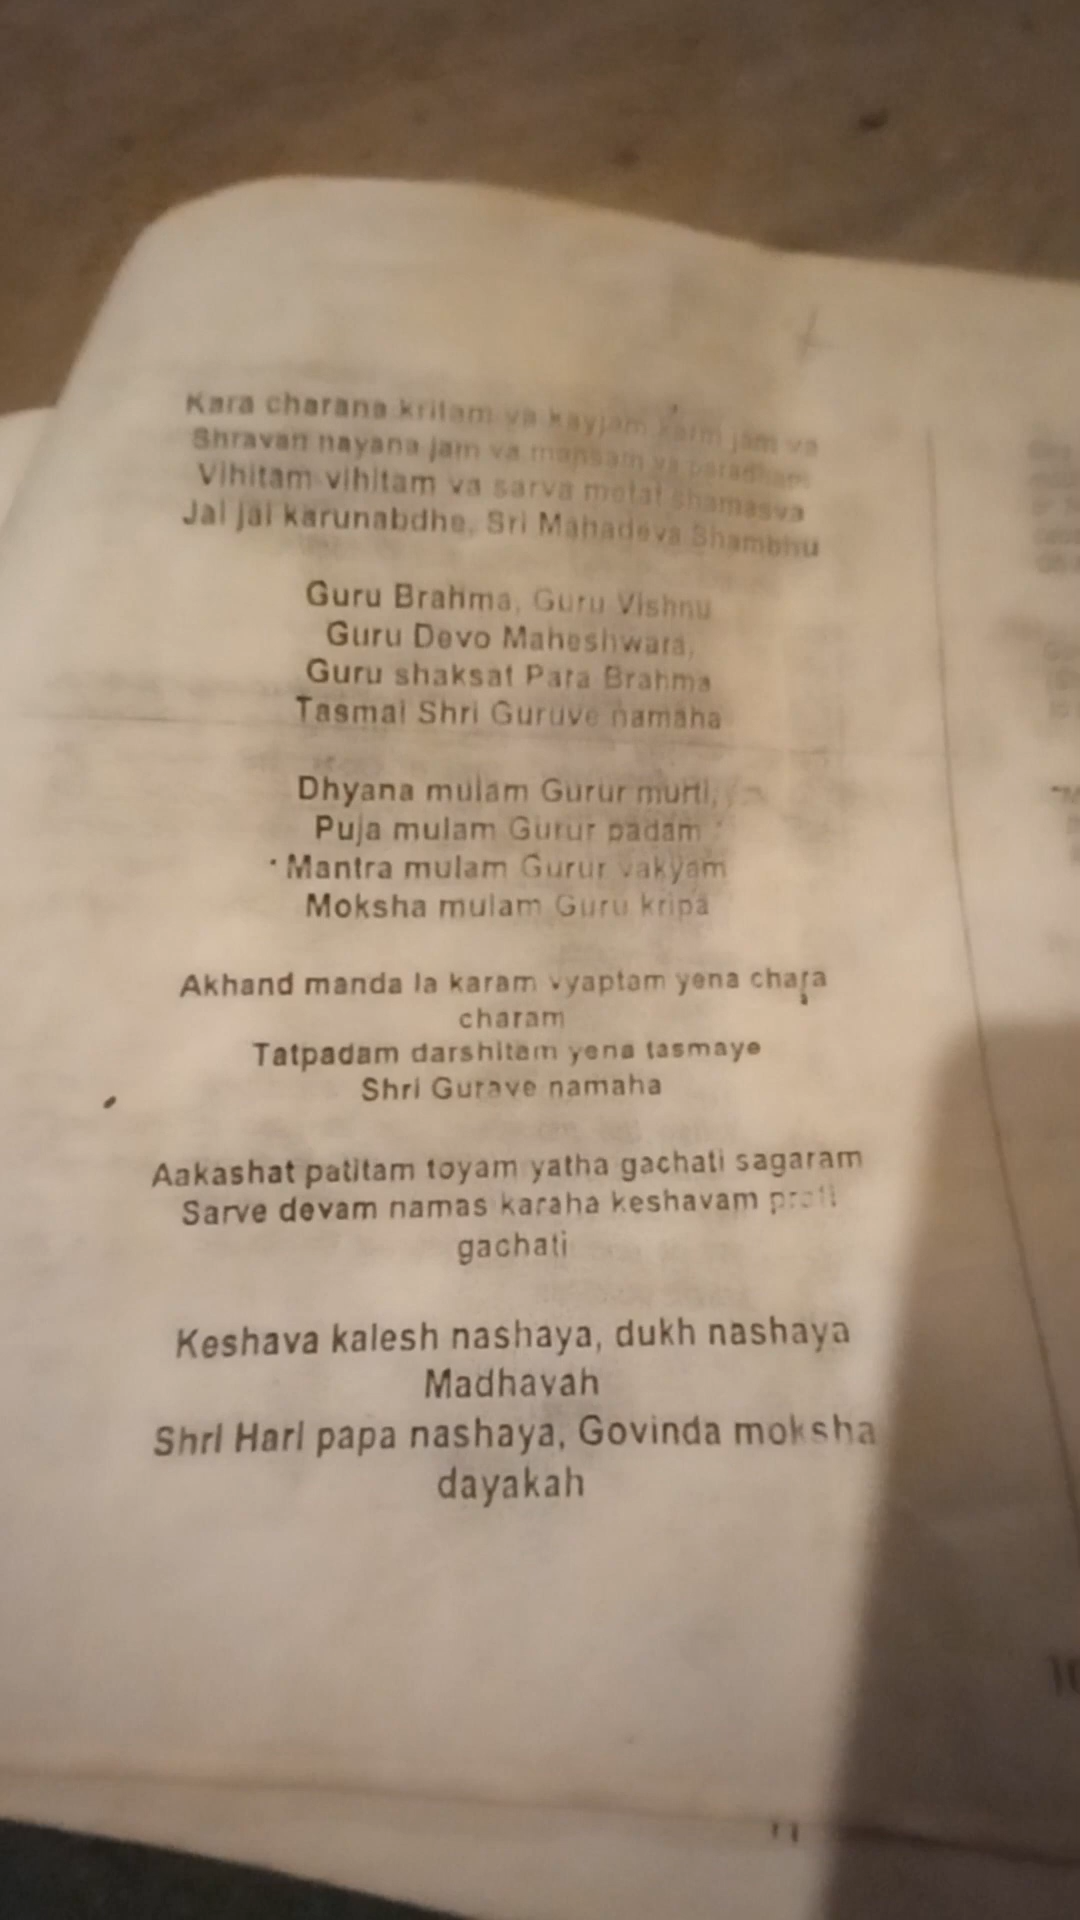 Kara charana kritam va kayjam karm jam va
Shravan nayana jam va mansam va paradham
Vihitam vihitam va sarva metat shamasva
Jai jai karunabdhe, Sri Mahadeva Shambhu
Guru Brahma, Guru Vishnu
Guru Devo Maheshwara,
Guru shaksat Para Brahma
Tasmai Shri Guruve namaha
Dhyana mulam Gurur murti,
Puja mulam Gurur padam
Mantra mulam Gurur vakyam
Moksha mulam Guru kripa
Akhand manda la karam vyaptam yena chara
charam
Tatpadam darshitam yena tasmaye
Shri Gurave namaha
Aakashat patitam toyam yatha gachati sagaram
Sarve devam namas karaha keshavam prati
gachati
Keshava kalesh nashaya, dukh nashaya
Madhavah
Shri Hari papa nashaya, Govinda moksha
dayakah
11